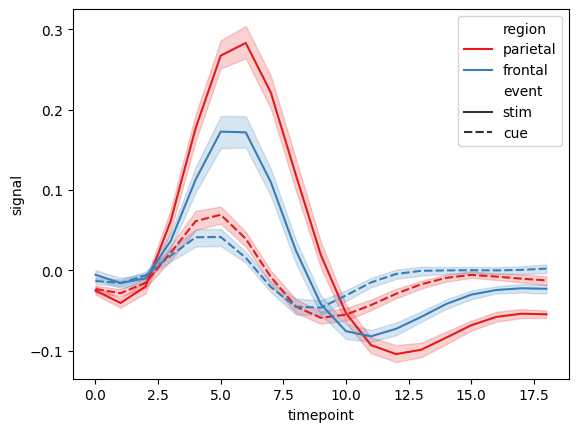 region
parietal
frontal
event
stim
cue
signal
0.3
0.2
0.1
0.0
−0.1
0.0 2.5 5.0 7.5 10.0 12.5 15.0 17.5
timepoint